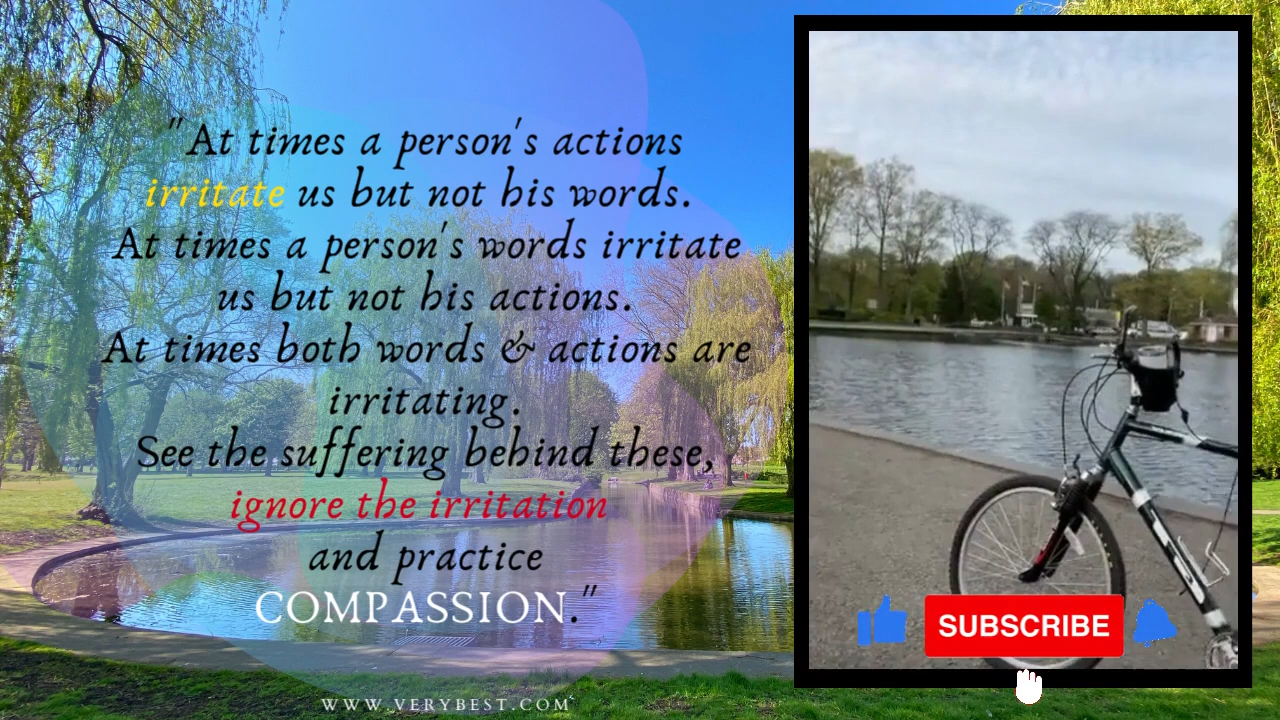 "At times a person's actions
irritate us but not his words.
At times a person's words irritate
us but not his actions.
At times both words & actions are
irritating.
See the suffering behind these,
ignore the irritation
and practice
COMPASSION."
WWW.VERYBEST.COM
SUBSCRIBE